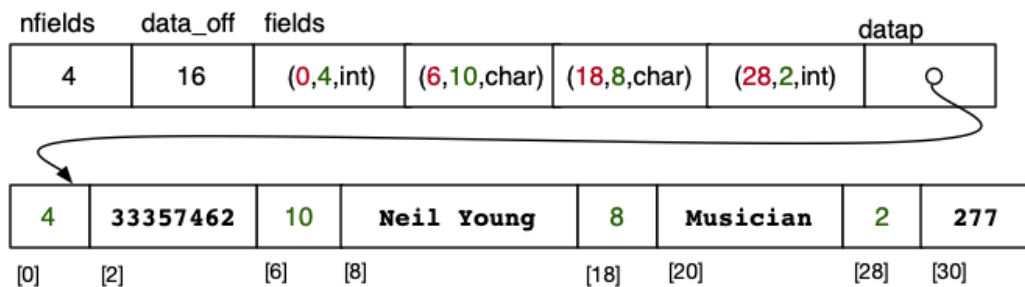 nfields data_off fields datap
4 16 (0,4,int) (6,10,char) (18,8,char) (28,2,int)
4 33357462 10 Neil Young 8 Musician 2 277
[0] [2] [6] [8] [18] [20] [28] [30]